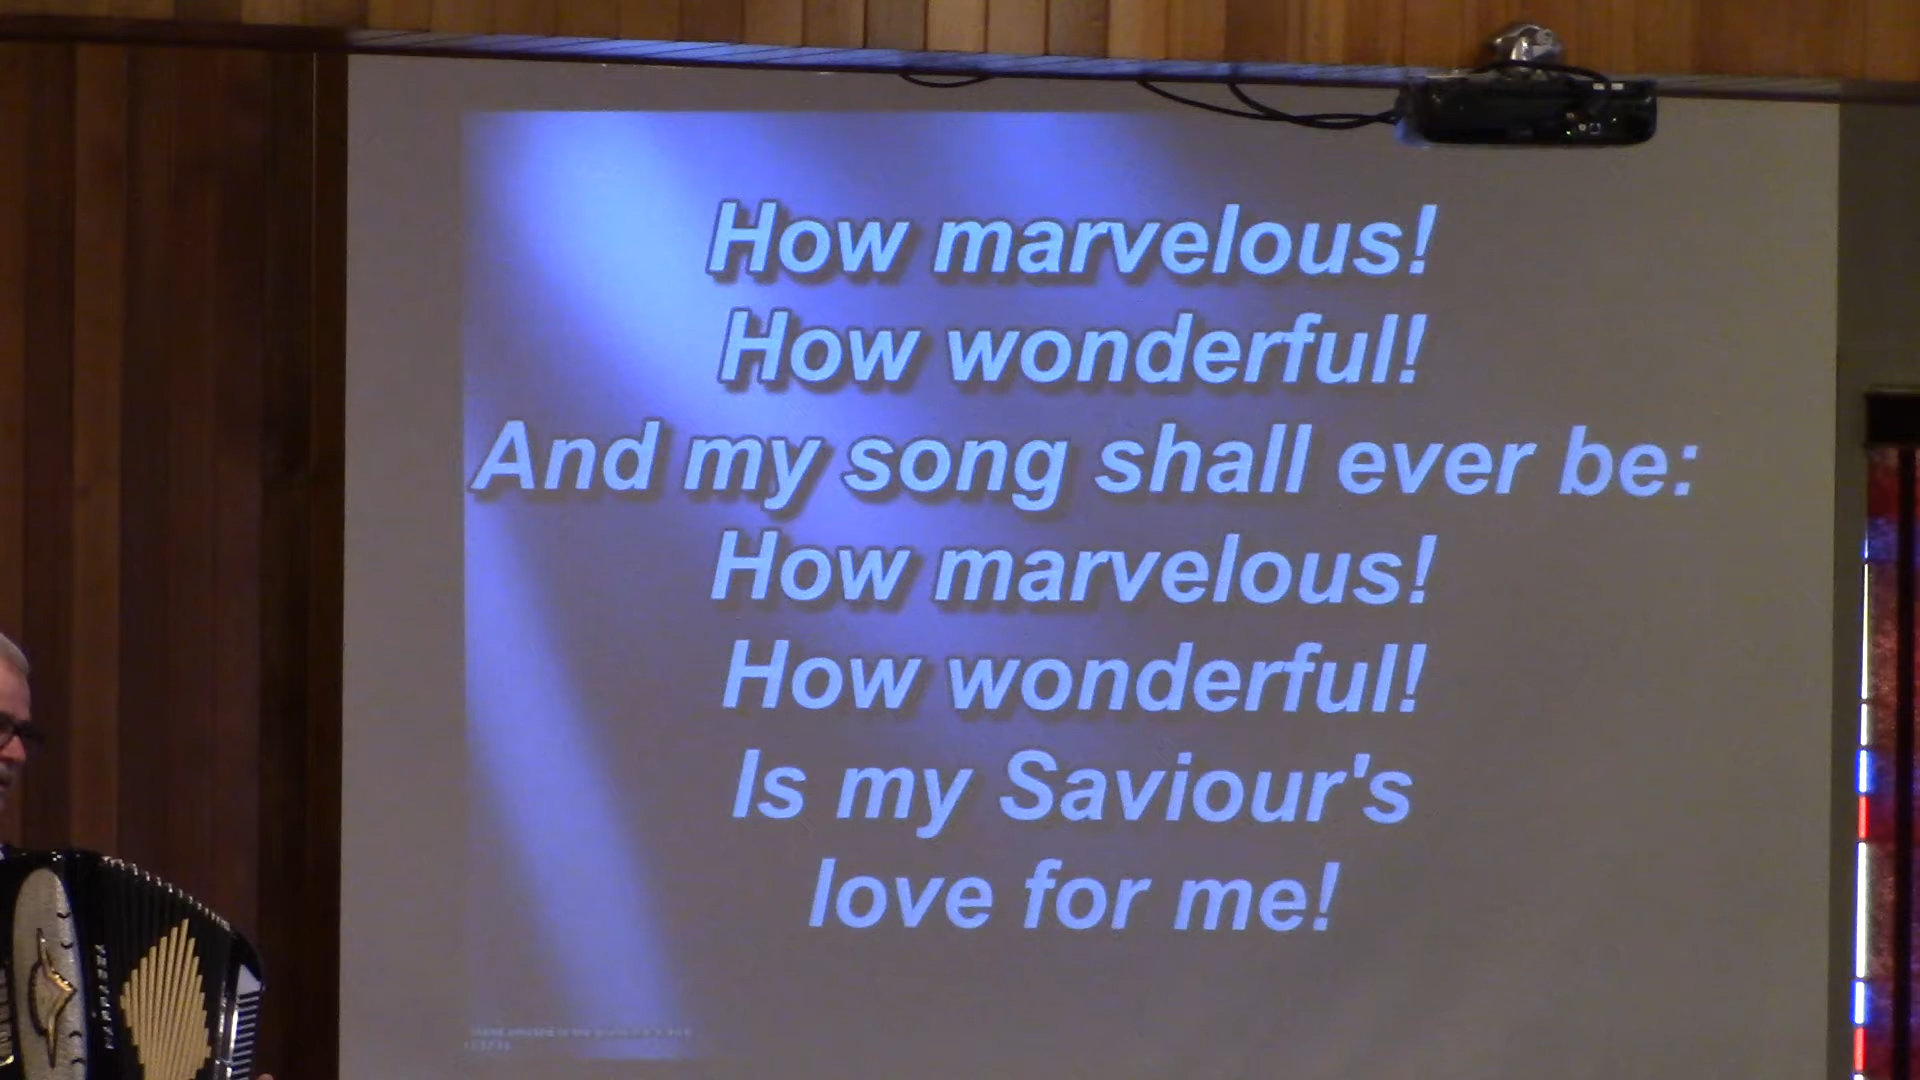 How marvelous!
How wonderful!
And my song shall ever be:
How marvelous!
How wonderful!
Is my Saviour's
love for me!